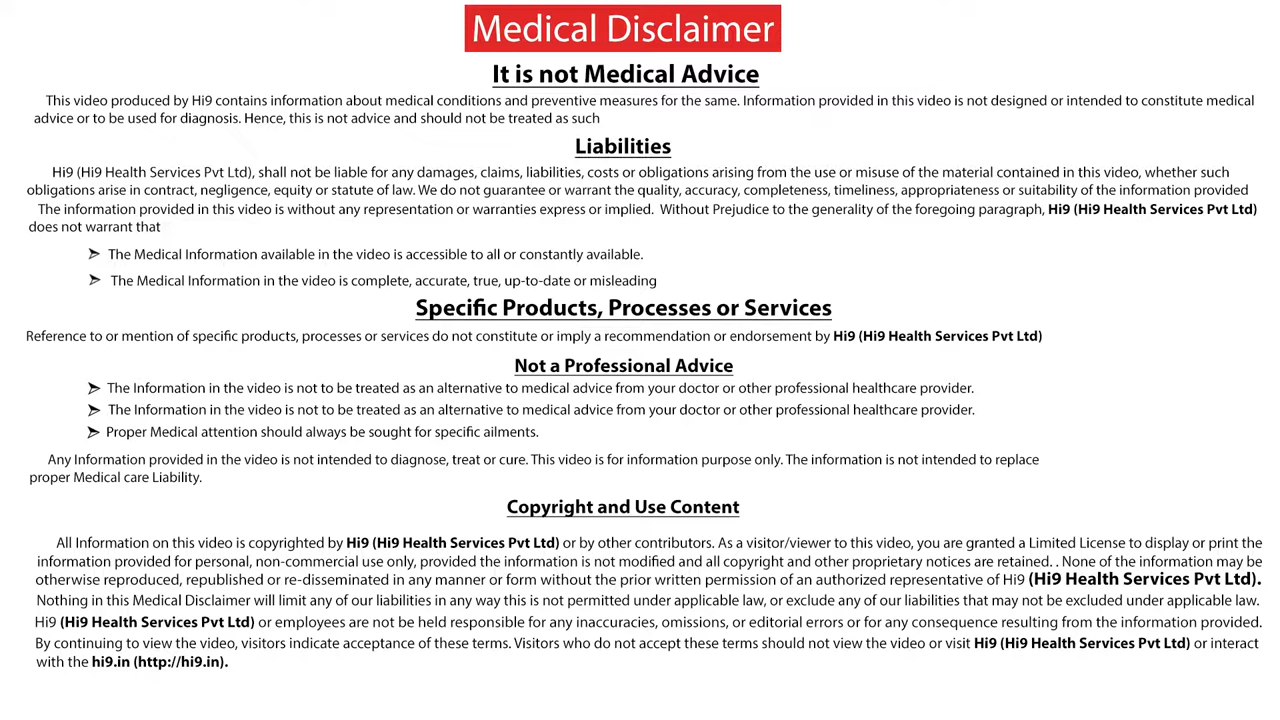 Medical Disclaimer
It is not Medical Advice
This video produced by Hi9 contains information about medical conditions and preventive measures for the same. Information provided in this video is not designed or intended to constitute medical
advice or to be used for diagnosis. Hence, this is not advice and should not be treated as such
Liabilities
Hi9 (Hi9 Health Services Pvt Ltd), shall not be liable for any damages, claims, liabilities, costs or obligations arising from the use or misuse of the material contained in this video, whether such
obligations arise in contract, negligence, equity or statute of law. We do not guarantee or warrant the quality, accuracy, completeness, timeliness, appropriateness or suitability of the information provided
The information provided in this video is without any representation or warranties express or implied. Without Prejudice to the generality of the foregoing paragraph, Hi9 (Hi9 Health Services Pvt Ltd)
does not warrant that
➢ The Medical Information available in the video is accessible to all or constantly available.
➢ The Medical Information in the video is complete, accurate, true, up-to-date or misleading
Specific Products, Processes or Services
Reference to or mention of specific products, processes or services do not constitute or imply a recommendation or endorsement by Hi9 (Hi9 Health Services Pvt Ltd)
Not a Professional Advice
➢ The Information in the video is not to be treated as an alternative to medical advice from your doctor or other professional healthcare provider.
➢ The Information in the video is not to be treated as an alternative to medical advice from your doctor or other professional healthcare provider.
➢ Proper Medical attention should always be sought for specific ailments.
Any Information provided in the video is not intended to diagnose, treat or cure. This video is for information purpose only. The information is not intended to replace
proper Medical care Liability.
Copyright and Use Content
All Information on this video is copyrighted by Hi9 (Hi9 Health Services Pvt Ltd) or by other contributors. As a visitor/viewer to this video, you are granted a Limited License to display or print the
information provided for personal, non-commercial use only, provided the information is not modified and all copyright and other proprietary notices are retained. . None of the information may be
otherwise reproduced, republished or re-disseminated in any manner or form without the prior written permission of an authorized representative of Hi9 (Hi9 Health Services Pvt Ltd).
Nothing in this Medical Disclaimer will limit any of our liabilities in any way this is not permitted under applicable law, or exclude any of our liabilities that may not be excluded under applicable law.
Hi9 (Hi9 Health Services Pvt Ltd) or employees are not be held responsible for any inaccuracies, omissions, or editorial errors or for any consequence resulting from the information provided.
By continuing to view the video, visitors indicate acceptance of these terms. Visitors who do not accept these terms should not view the video or visit Hi9 (Hi9 Health Services Pvt Ltd) or interact
with the hi9.in (http://hi9.in).